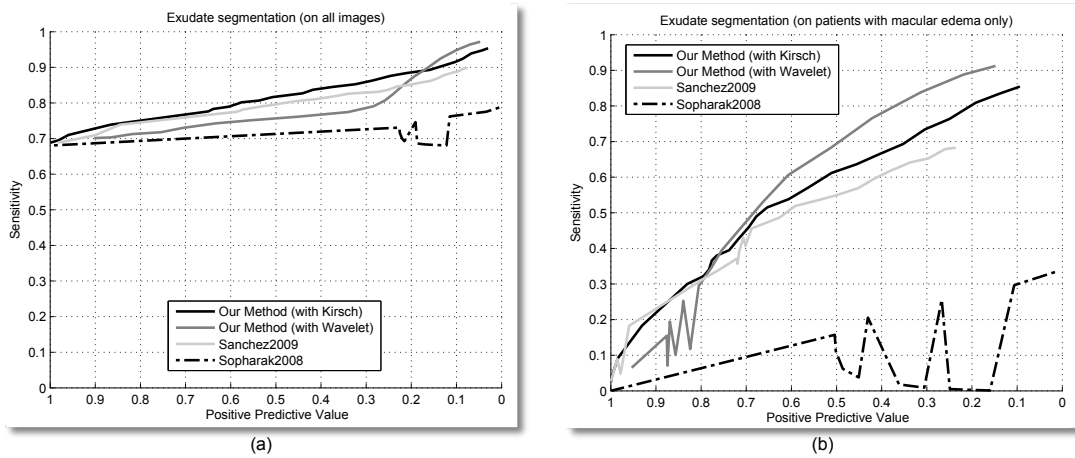 Exudate segmentation (on all images)
1
0.9
0.8
0.7
0.6
0.5
0.4
0.3
0.2
0.1
0
Sensitivity
Our Method (with Kirsch)
Our Method (with Wavelet)
Sanchez2009
Sopharak2008
1 0.9 0.8 0.7 0.6 0.5 0.4 0.3 0.2 0.1 0
Positive Predictive Value
(a)
Exudate segmentation (on patients with macular edema only)
1
0.9
0.8
0.7
0.6
0.5
0.4
0.3
0.2
0.1
0
Sensitivity
Our Method (with Kirsch)
Our Method (with Wavelet)
Sanchez2009
Sopharak2008
1 0.9 0.8 0.7 0.6 0.5 0.4 0.3 0.2 0.1 0
Positive Predictive Value
(b)